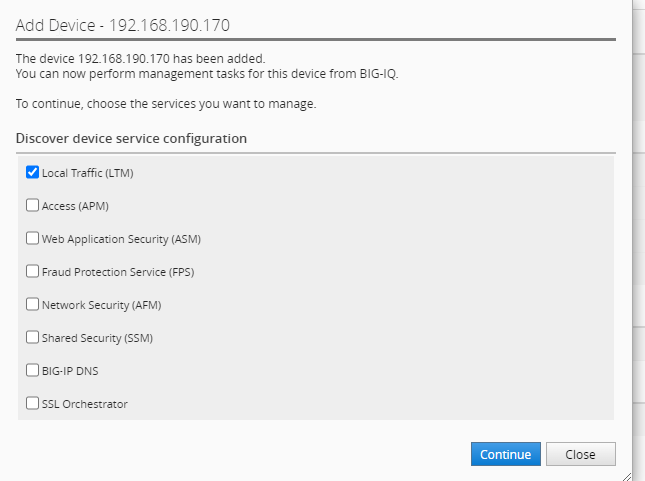 Add Device - 192.168.190.170
The device 192.168.190.170 has been added.
You can now perform management tasks for this device from BIG-IQ.
To continue, choose the services you want to manage.
Discover device service configuration
Local Traffic (LTM)
Access (APM)
Web Application Security (ASM)
Fraud Protection Service (FPS)
Network Security (AFM)
Shared Security (SSM)
BIG-IP DNS
SSL Orchestrator
Continue
Close